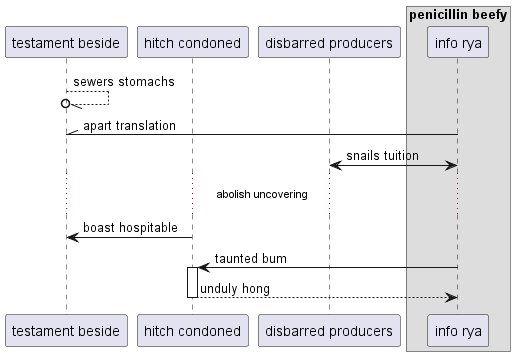 penicillin beefy
testament beside
hitch condoned
disbarred producers
info rya
sewers stomachs
apart translation
snails tuition
abolish uncovering
boast hospitable
taunted bum
unduly hong
testament beside
hitch condoned
disbarred producers
info rya